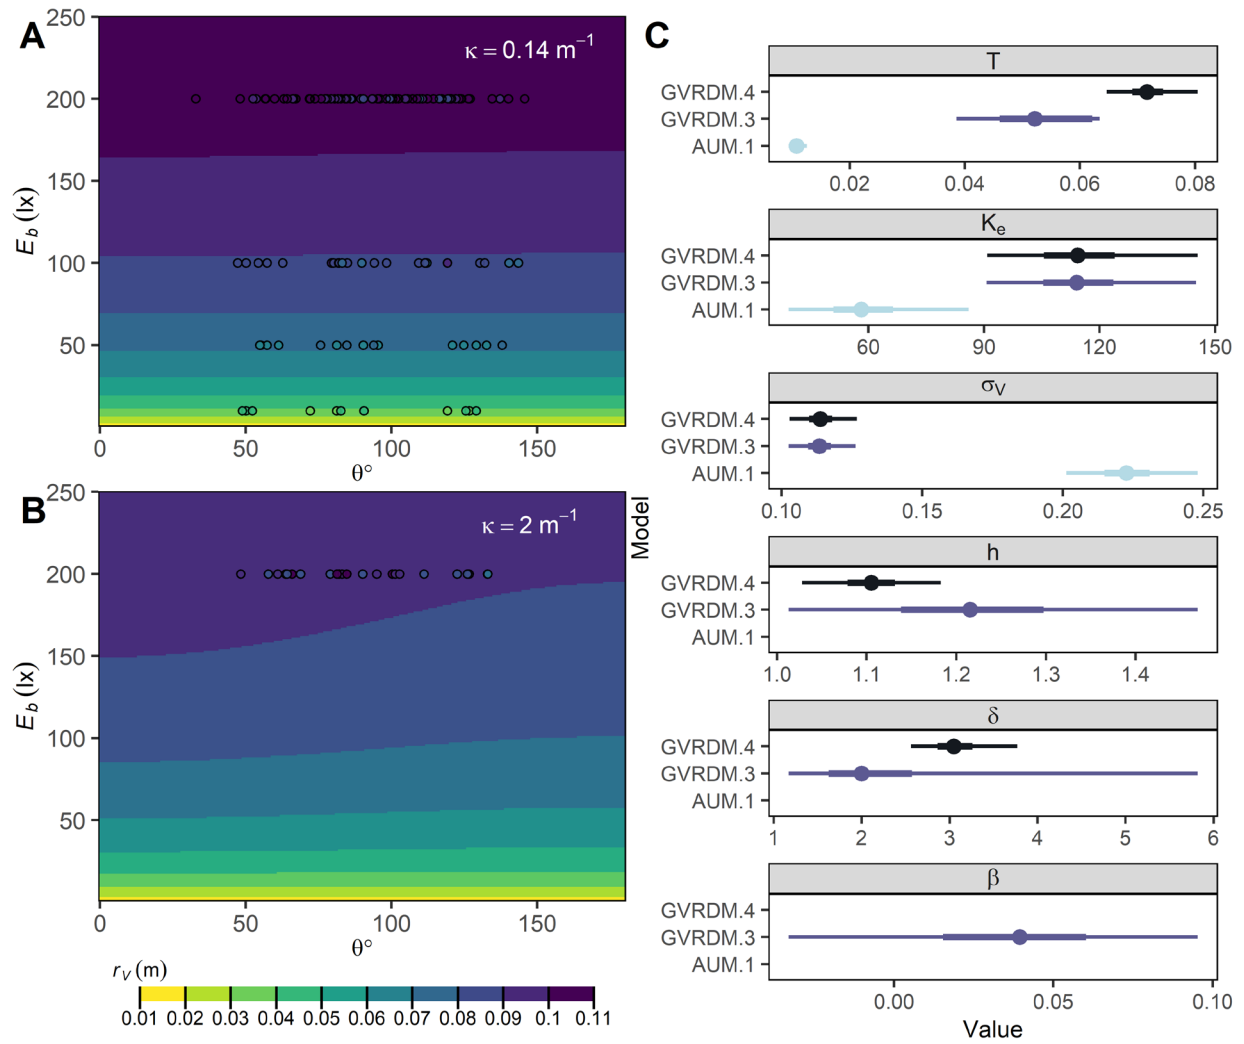 A
κ = 0.14 m⁻¹
250
200
150
100
50
E_b (lx)
0
50
100
150
θ°
B
κ = 2 m⁻¹
250
200
150
100
50
E_b (lx)
0
50
100
150
θ°
r_V (m)
0.01 0.02 0.03 0.04 0.05 0.06 0.07 0.08 0.09 0.1 0.11
C
Model
T
GVRDM.4
GVRDM.3
AUM.1
0.02 0.04 0.06 0.08
K_e
GVRDM.4
GVRDM.3
AUM.1
60 90 120 150
σ_V
GVRDM.4
GVRDM.3
AUM.1
0.10 0.15 0.20 0.25
h
GVRDM.4
GVRDM.3
AUM.1
1.0 1.1 1.2 1.3 1.4
δ
GVRDM.4
GVRDM.3
AUM.1
1 2 3 4 5 6
β
GVRDM.4
GVRDM.3
AUM.1
0.00 0.05 0.10
Value